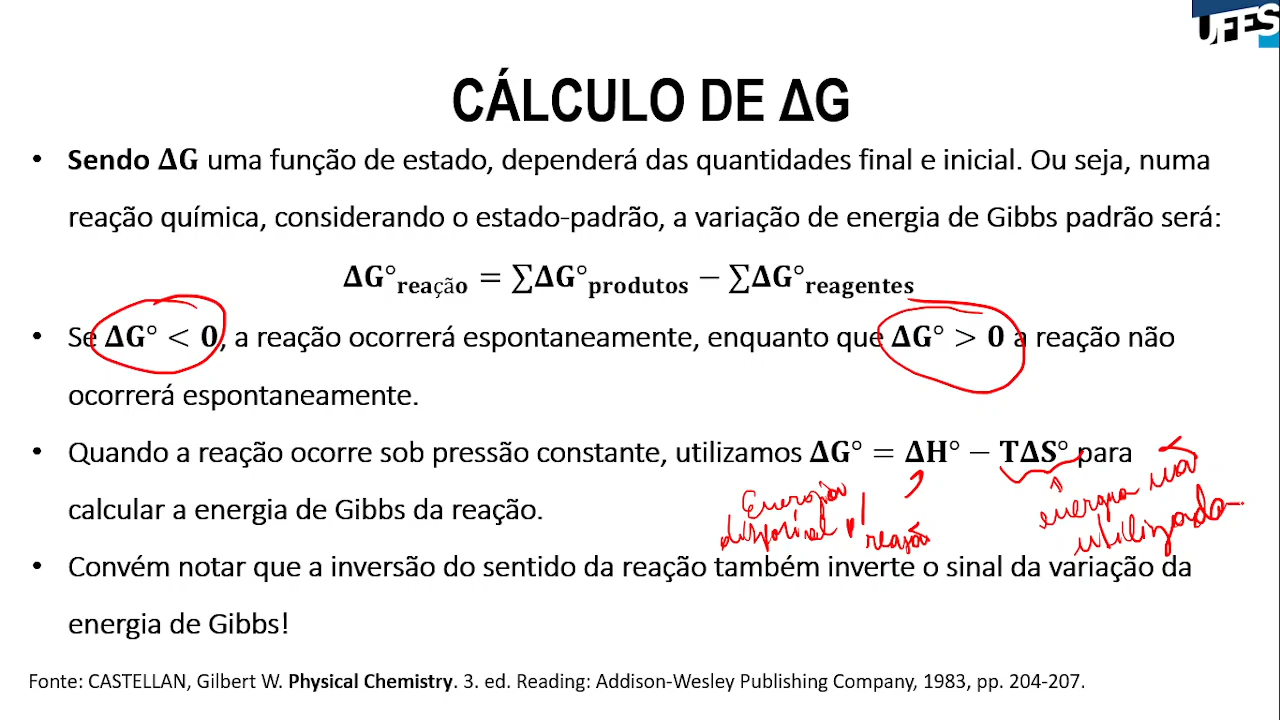 UFES
CÁLCULO DE ΔG
• Sendo ΔG uma função de estado, dependerá das quantidades final e inicial. Ou seja, numa
reação química, considerando o estado-padrão, a variação de energia de Gibbs padrão será:
ΔG°reação = ∑ΔG°produtos − ∑ΔG°reagentes
• Se ΔG° < 0, a reação ocorrerá espontaneamente, enquanto que ΔG° > 0 a reação não
ocorrerá espontaneamente.
• Quando a reação ocorre sob pressão constante, utilizamos ΔG° = ΔH° − TΔS° para
calcular a energia de Gibbs da reação.
Energia
disponível p/ reação
energia não
utilizada
• Convém notar que a inversão do sentido da reação também inverte o sinal da variação da
energia de Gibbs!
Fonte: CASTELLAN, Gilbert W. Physical Chemistry. 3. ed. Reading: Addison-Wesley Publishing Company, 1983, pp. 204-207.